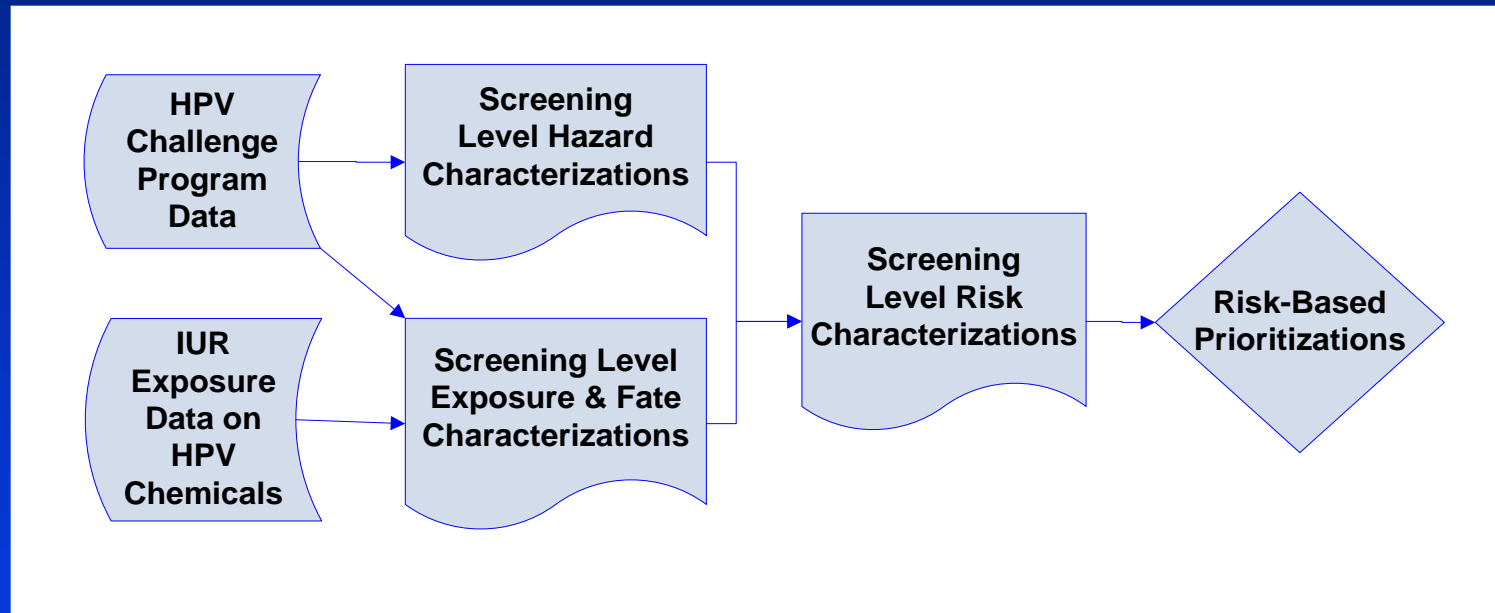 HPV
Challenge
Program
Data
Screening
Level Hazard
Characterizations
IUR
Exposure
Data on
HPV
Chemicals
Screening Level
Exposure & Fate
Characterizations
Screening
Level Risk
Characterizations
Risk-Based
Prioritizations